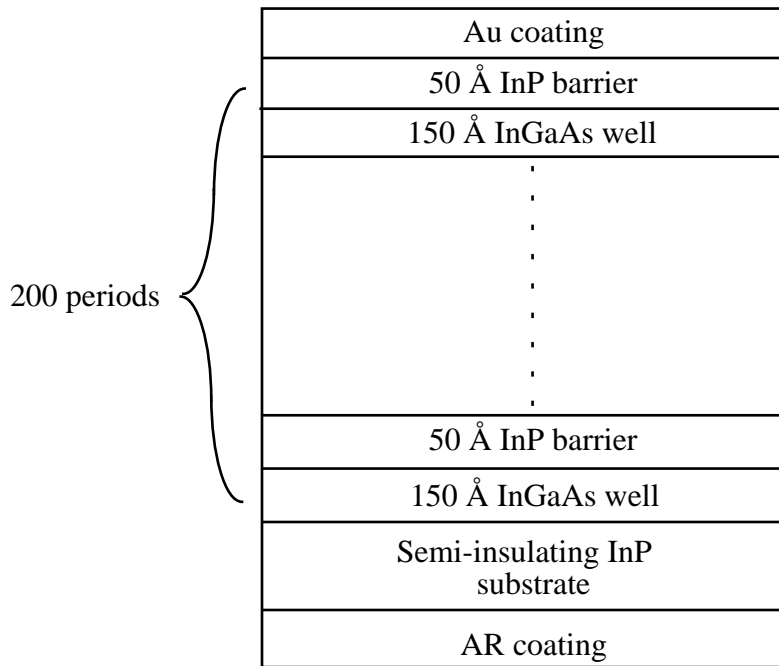 Au coating
50 Å InP barrier
150 Å InGaAs well
200 periods
50 Å InP barrier
150 Å InGaAs well
Semi-insulating InP
substrate
AR coating